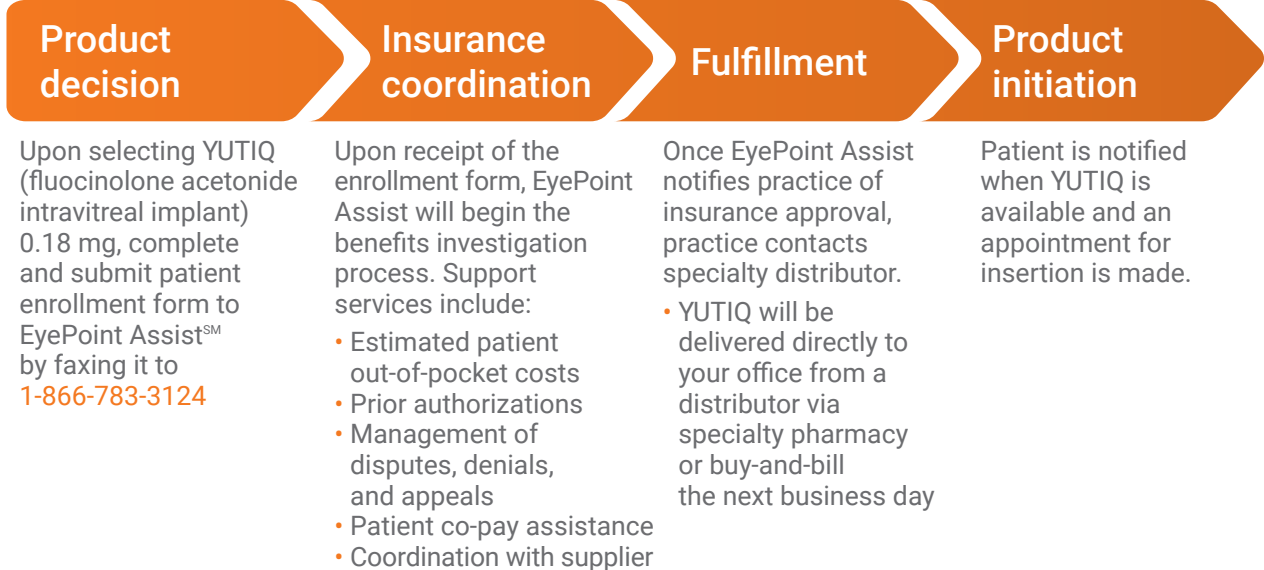 Product
decision
Upon selecting YUTIQ
(fluocinolone acetonide
intravitreal implant)
0.18 mg, complete
and submit patient
enrollment form to
EyePoint Assist℠
by faxing it to
1-866-783-3124
Insurance
coordination
Upon receipt of the
enrollment form, EyePoint
Assist will begin the
benefits investigation
process. Support
services include:
• Estimated patient
out-of-pocket costs
• Prior authorizations
• Management of
disputes, denials,
and appeals
• Patient co-pay assistance
• Coordination with supplier
Fulfillment
Once EyePoint Assist
notifies practice of
insurance approval,
practice contacts
specialty distributor.
• YUTIQ will be
delivered directly to
your office from a
distributor via
specialty pharmacy
or buy-and-bill
the next business day
Product
initiation
Patient is notified
when YUTIQ is
available and an
appointment for
insertion is made.